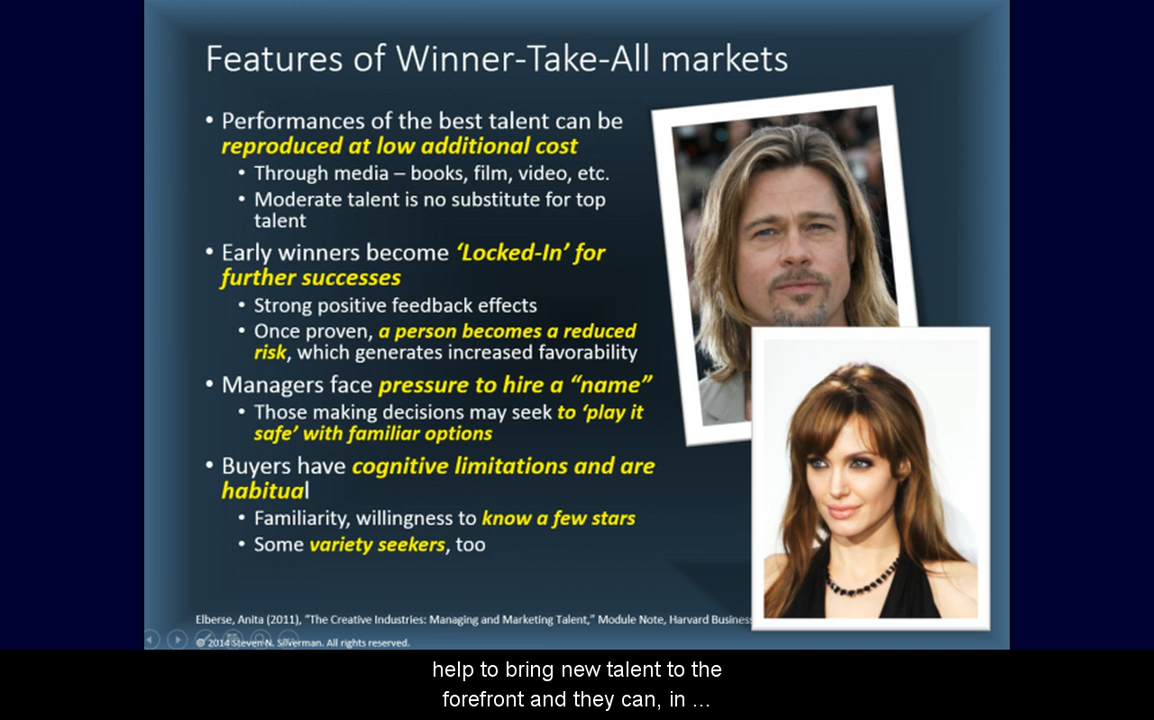 Features of Winner-Take-All markets
• Performances of the best talent can be
reproduced at low additional cost
• Through media – books, film, video, etc.
• Moderate talent is no substitute for top
talent
• Early winners become ‘Locked-In’ for
further successes
• Strong positive feedback effects
• Once proven, a person becomes a reduced
risk, which generates increased favorability
• Managers face pressure to hire a “name”
• Those making decisions may seek to ‘play it
safe’ with familiar options
• Buyers have cognitive limitations and are
habitual
• Familiarity, willingness to know a few stars
• Some variety seekers, too
Elberse, Anita (2011), “The Creative Industries: Managing and Marketing Talent,” Module Note, Harvard Business
© 2014 Steven N. Silverman. All rights reserved.
help to bring new talent to the
forefront and they can, in ...